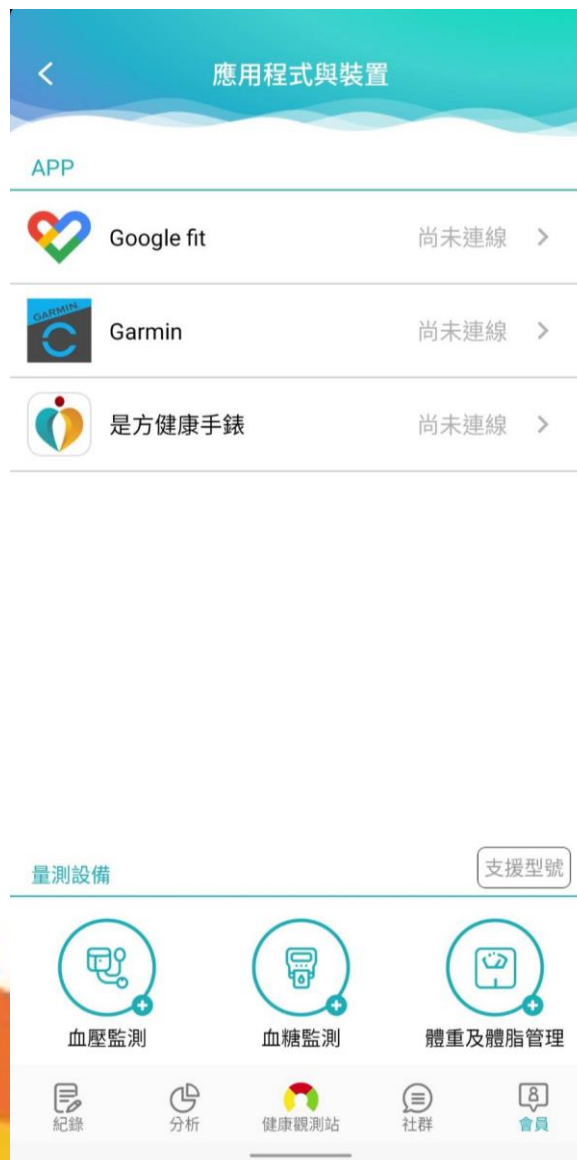 應用程式與裝置
APP
Google fit
尚未連線
GARMIN
Garmin
尚未連線
是方健康手錶
尚未連線
量測設備
支援型號
血壓監測
血糖監測
體重及體脂管理
紀錄
分析
健康觀測站
社群
會員